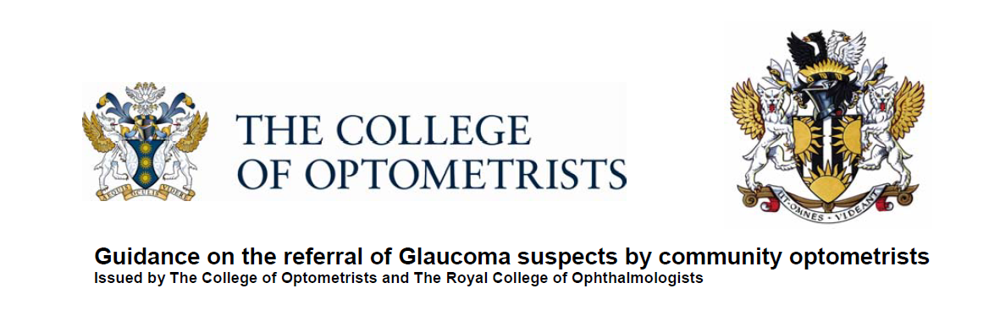 THE COLLEGE
OF OPTOMETRISTS
AEQUIS OCULIS VIDERE
UT·OMNES·VIDEANT
Guidance on the referral of Glaucoma suspects by community optometrists
Issued by The College of Optometrists and The Royal College of Ophthalmologists